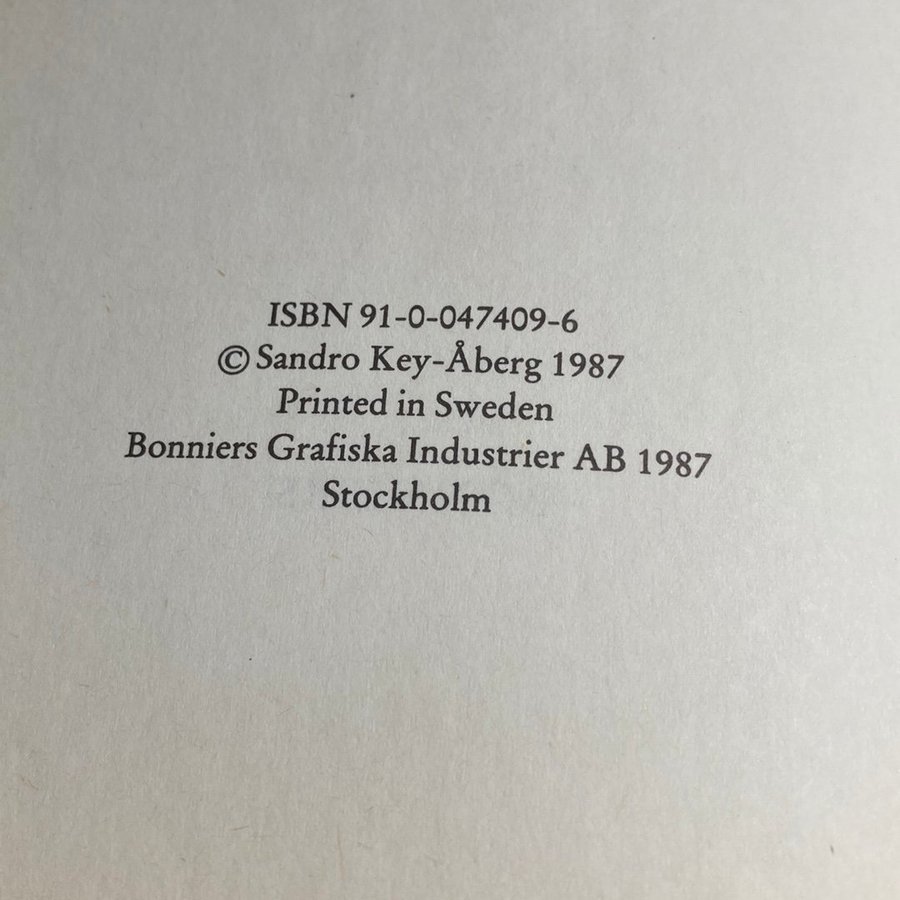 ISBN 91-0-047409-6
© Sandro Key-Åberg 1987
Printed in Sweden
Bonniers Grafiska Industrier AB 1987
Stockholm